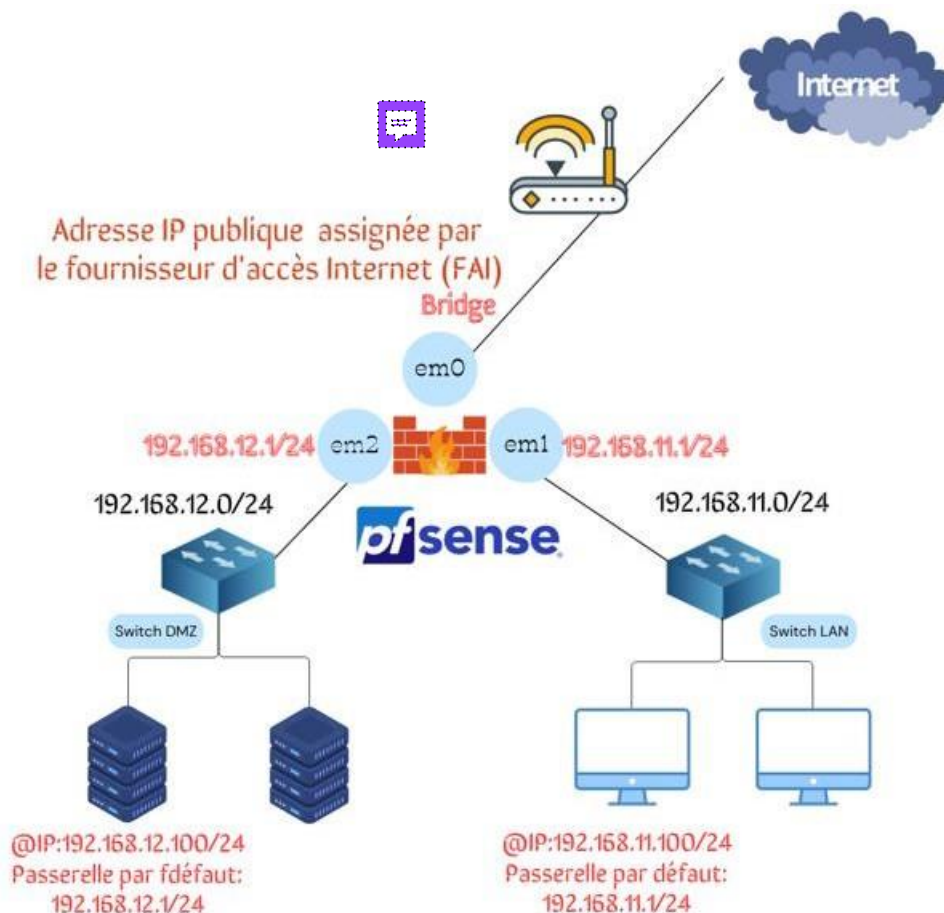 Internet
Adresse IP publique assignée par
le fournisseur d'accès Internet (FAI)
Bridge
em0
192.168.12.1/24
em2
em1
192.168.11.1/24
192.168.12.0/24
192.168.11.0/24
pfsense
Switch DMZ
Switch LAN
@IP:192.168.12.100/24
Passerelle par fdéfaut:
192.168.12.1/24
@IP:192.168.11.100/24
Passerelle par défaut:
192.168.11.1/24